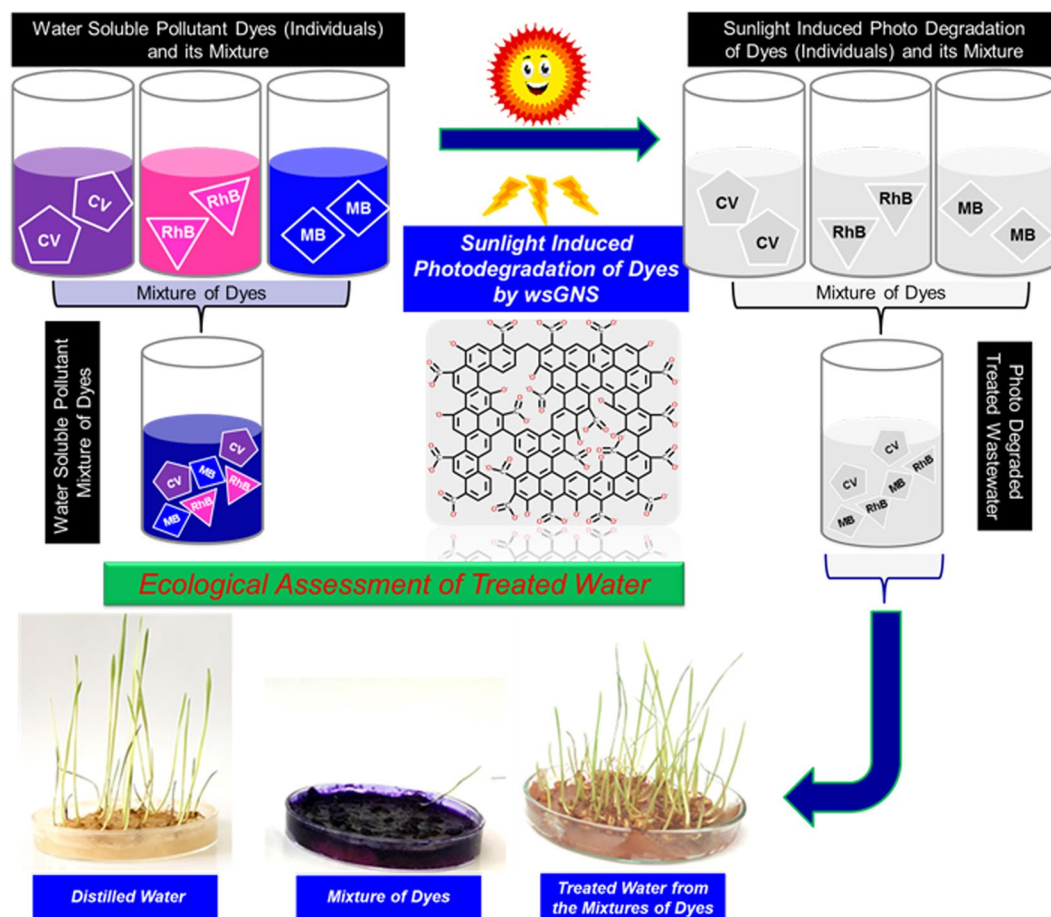 Water Soluble Pollutant Dyes (Individuals)
and its Mixture
Sunlight Induced Photo Degradation
of Dyes (Individuals) and its Mixture
CV
CV
RhB
RhB
MB
MB
CV
CV
RhB
RhB
MB
MB
Sunlight Induced
Photodegradation of Dyes
by wsGNS
Mixture of Dyes
Mixture of Dyes
Water Soluble Pollutant
Mixture of Dyes
CV
MB
RhB
CV
RhB
MB
CV
RhB
CV
MB
RhB
MB
Photo Degraded
Treated Wastewater
Ecological Assessment of Treated Water
Distilled Water
Mixture of Dyes
Treated Water from
the Mixtures of Dyes